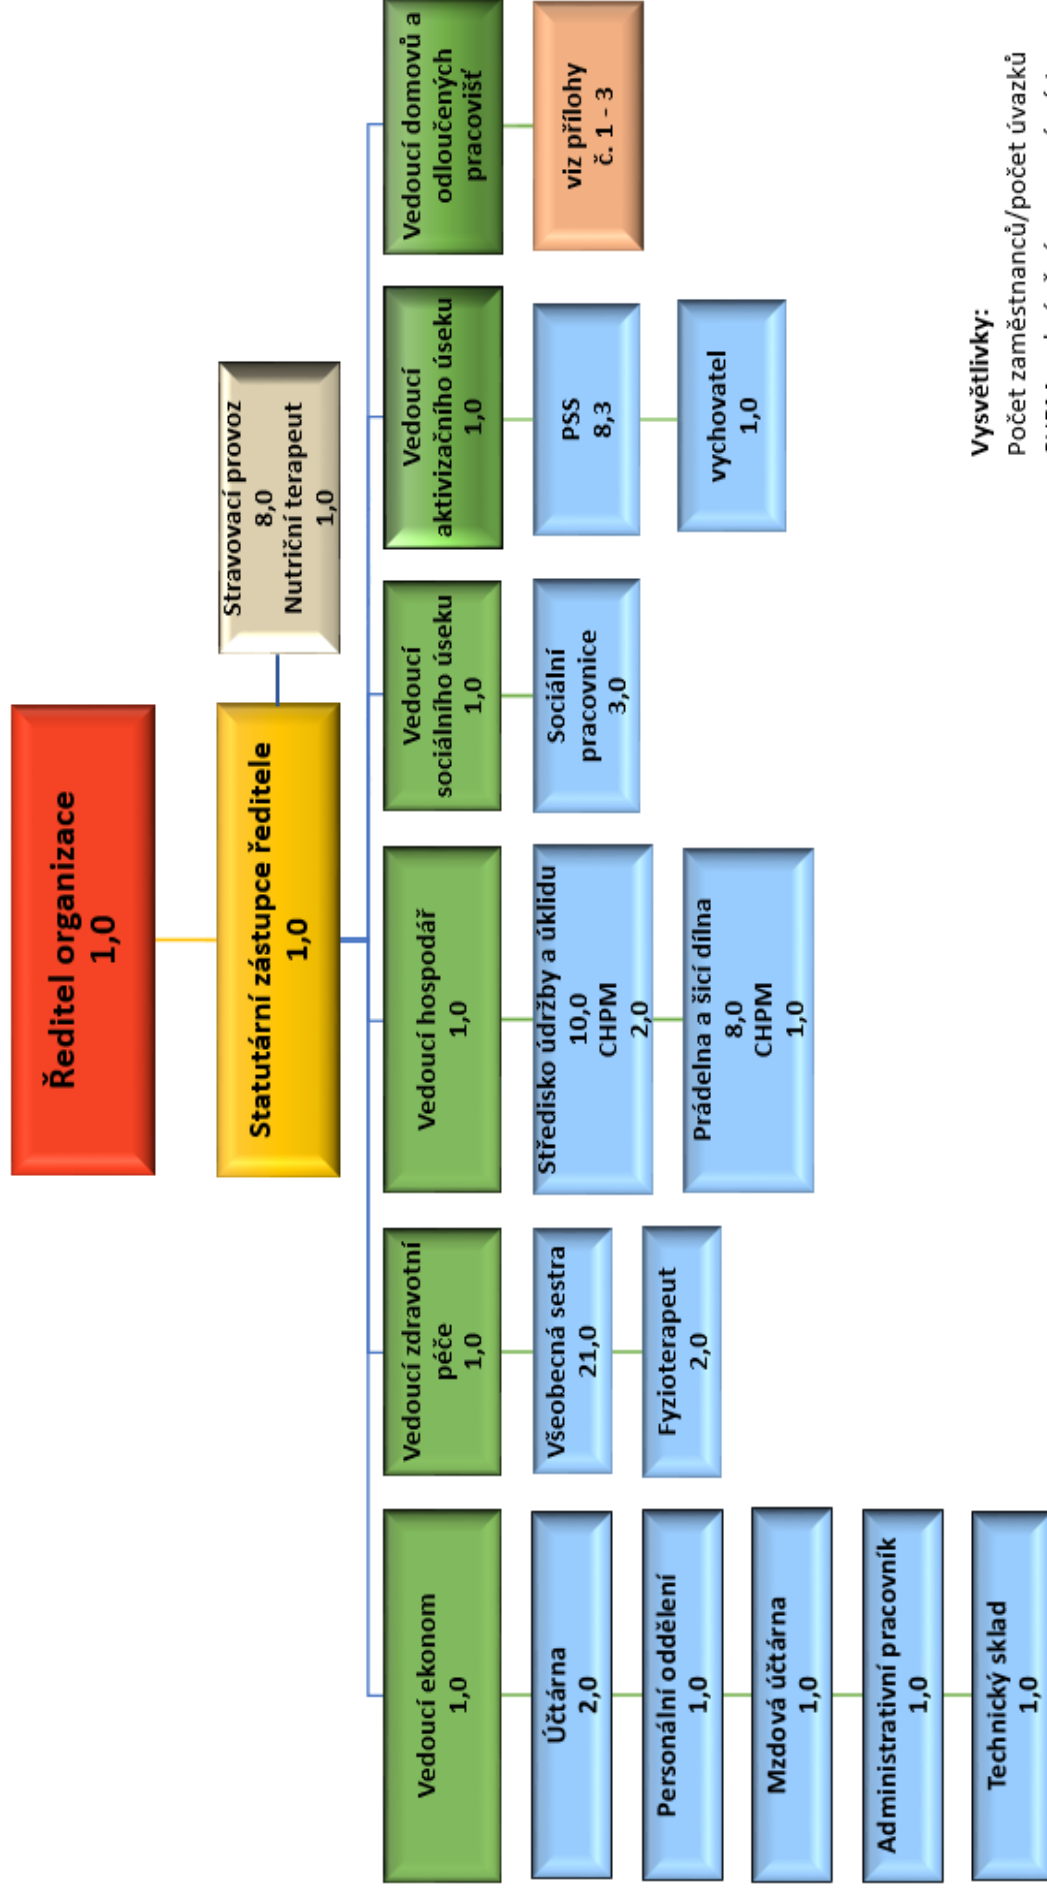 Ředitel organizace
1,0
Statutární zástupce ředitele
1,0
Stravovací provoz
8,0
Nutriční terapeut
1,0
Vedoucí ekonom
1,0
Účtárna
2,0
Personální oddělení
1,0
Mzdová účtárna
1,0
Administrativní pracovník
1,0
Technický sklad
1,0
Vedoucí zdravotní
péče
1,0
Všeobecná sestra
21,0
Fyzioterapeut
2,0
Vedoucí hospodář
1,0
Středisko údržby a úklidu
10,0
CHPM
2,0
Prádelna a šicí dílna
8,0
CHPM
1,0
Vedoucí
sociálního úseku
1,0
Sociální
pracovnice
3,0
Vedoucí
aktivizačního úseku
1,0
PSS
8,3
vychovatel
1,0
Vedoucí domovů a
odloučených
pracovišť
viz přílohy
č. 1 - 3
Vysvětlivky:
Počet zaměstnanců/počet úvazků